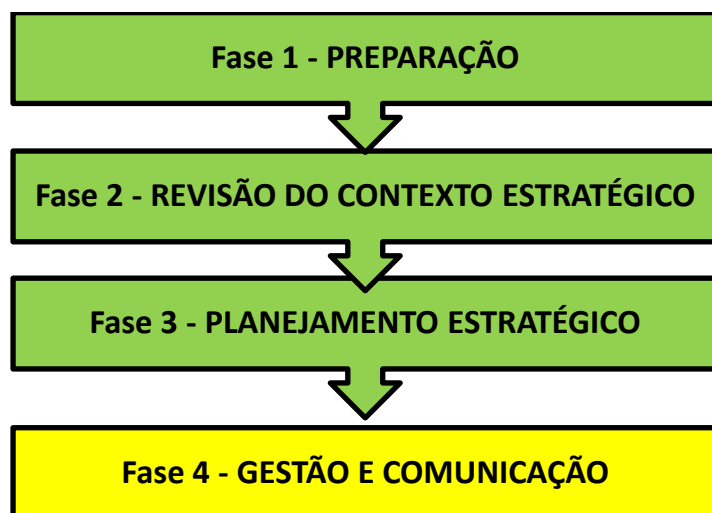 Fase 1 - PREPARAÇÃO
Fase 2 - REVISÃO DO CONTEXTO ESTRATÉGICO
Fase 3 - PLANEJAMENTO ESTRATÉGICO
Fase 4 - GESTÃO E COMUNICAÇÃO